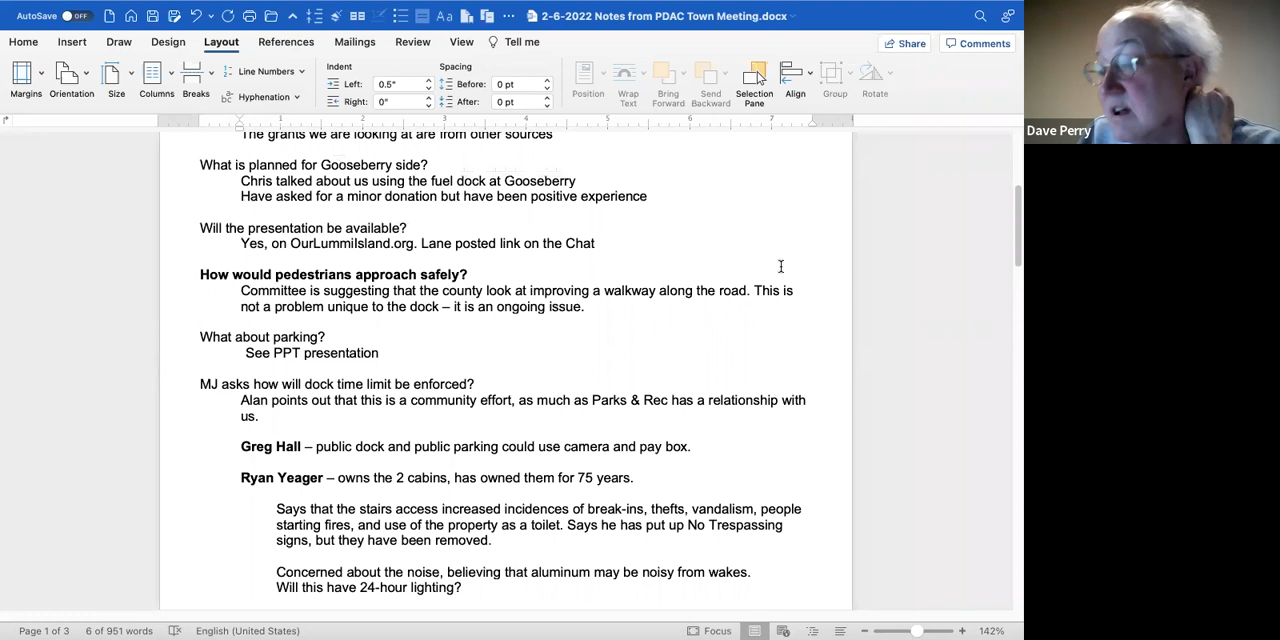 AutoSave OFF 2-6-2022 Notes from PDAC Town Meeting.docx
Home Insert Draw Design Layout References Mailings Review View Tell me Share Comments
Margins Orientation Size Columns Breaks Line Numbers Hyphenation Indent Left: 0.5" Right: 0" Spacing Before: 0 pt After: 0 pt Position Wrap Text Bring Forward Send Backward Selection Pane Align Group Rotate
1 2 3 4 5 6 7
The grants we are looking at are from other sources
What is planned for Gooseberry side?
Chris talked about us using the fuel dock at Gooseberry
Have asked for a minor donation but have been positive experience
Will the presentation be available?
Yes, on OurLummiIsland.org. Lane posted link on the Chat
How would pedestrians approach safely?
Committee is suggesting that the county look at improving a walkway along the road. This is
not a problem unique to the dock – it is an ongoing issue.
What about parking?
See PPT presentation
MJ asks how will dock time limit be enforced?
Alan points out that this is a community effort, as much as Parks & Rec has a relationship with
us.
Greg Hall – public dock and public parking could use camera and pay box.
Ryan Yeager – owns the 2 cabins, has owned them for 75 years.
Says that the stairs access increased incidences of break-ins, thefts, vandalism, people
starting fires, and use of the property as a toilet. Says he has put up No Trespassing
signs, but they have been removed.
Concerned about the noise, believing that aluminum may be noisy from wakes.
Will this have 24-hour lighting?
Page 1 of 3 6 of 951 words English (United States) Focus 142%
Dave Perry